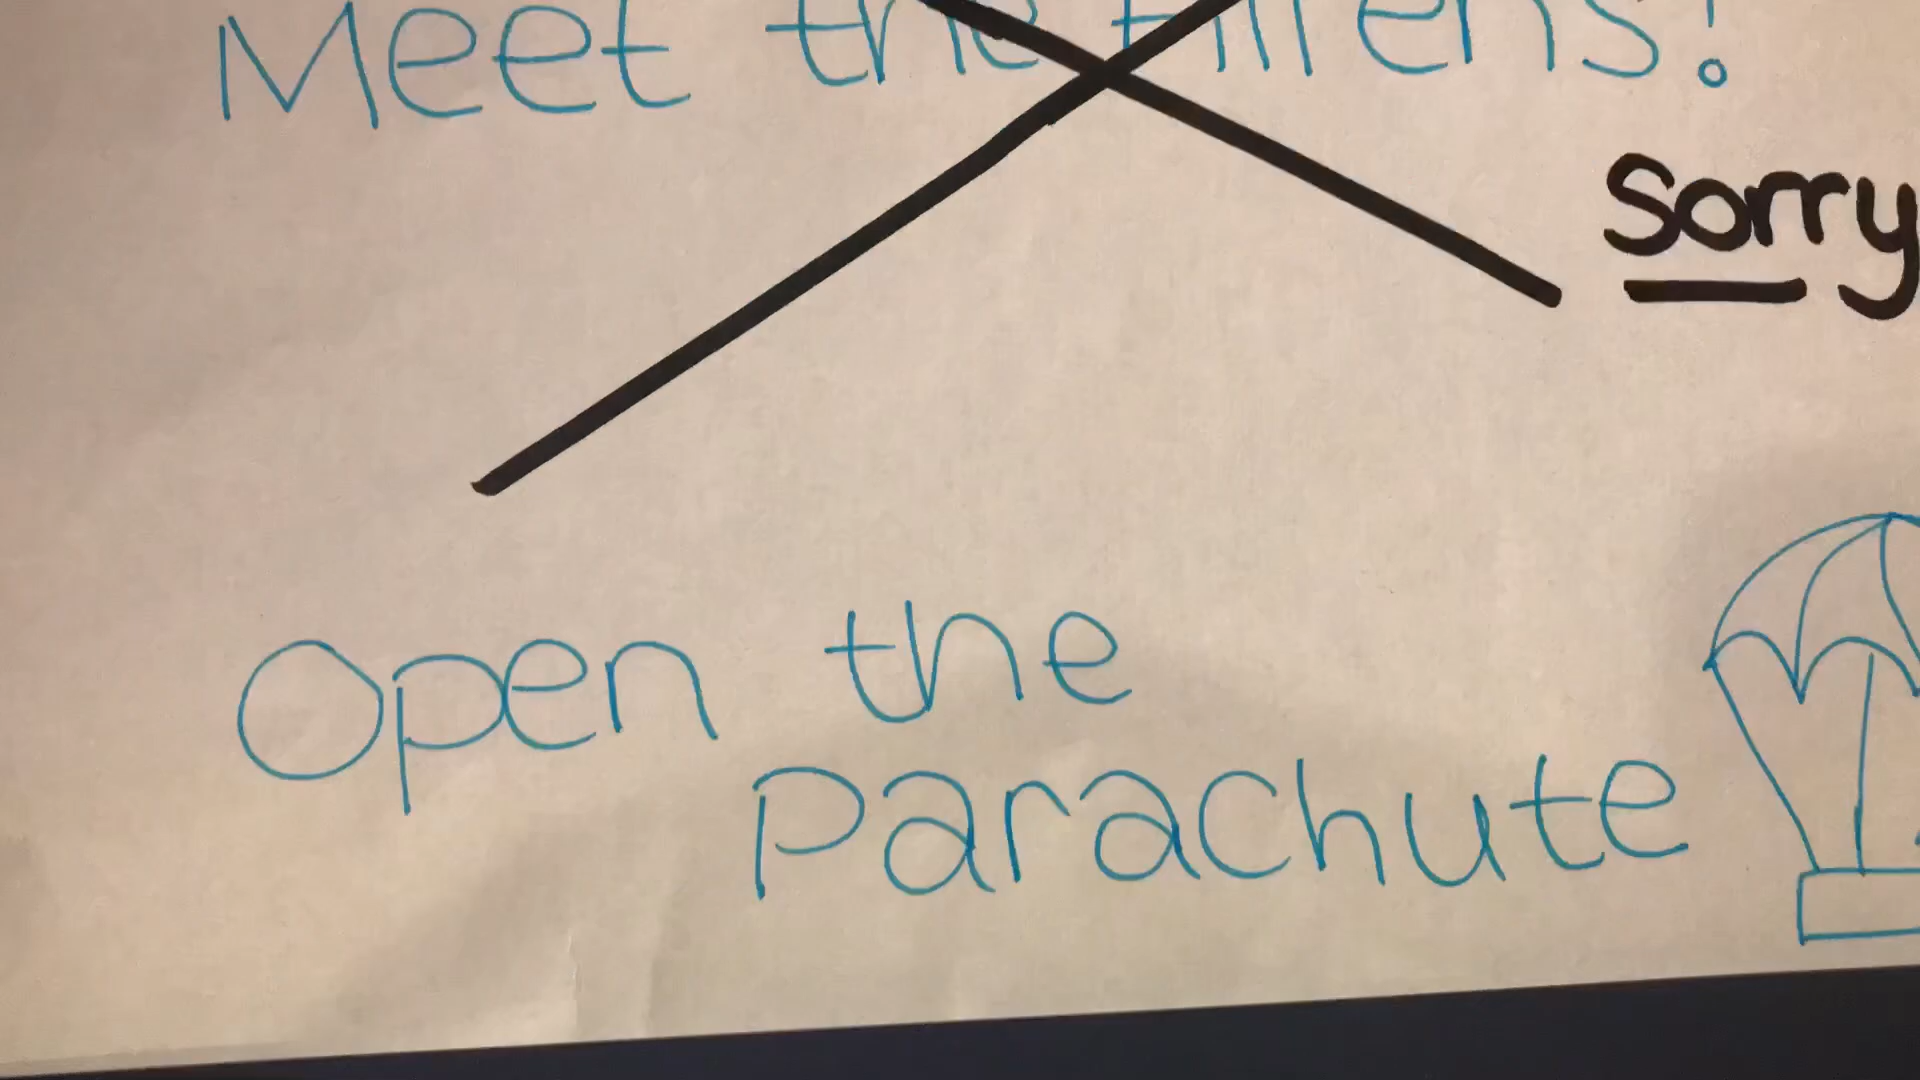 Meet the
Sorry
Open the
Parachute